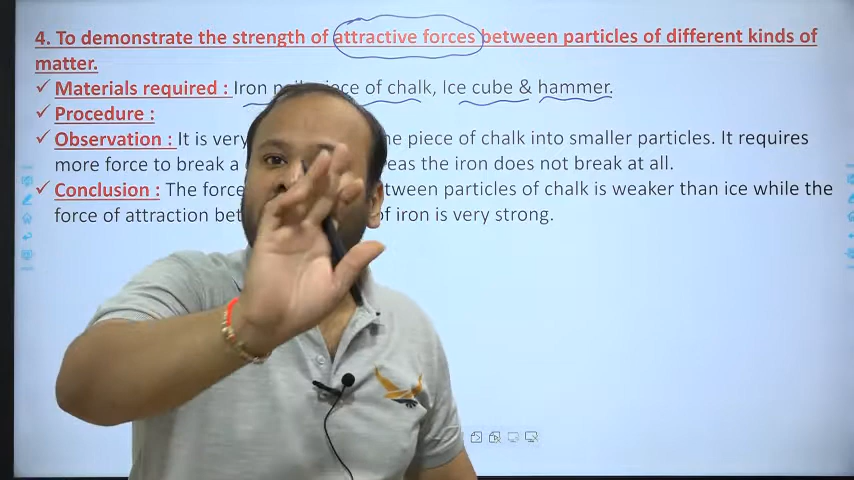 4. To demonstrate the strength of attractive forces between particles of different kinds of
matter.
✓ Materials required : Iron piece of chalk, Ice cube & hammer.
✓ Procedure :
✓ Observation : It is very piece of chalk into smaller particles. It requires
more force to break a the iron does not break at all.
✓ Conclusion : The force particles of chalk is weaker than ice while the
force of attraction of iron is very strong.